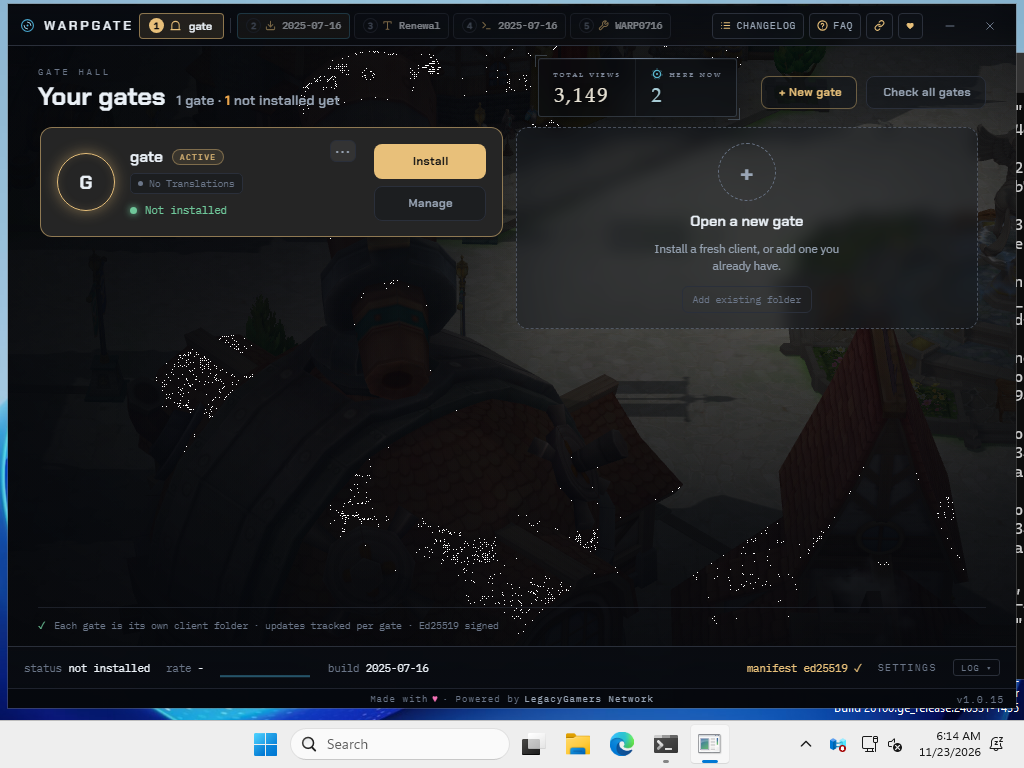 WARPGATE
1 gate
2 2025-07-16
3 Renewal
4 2025-07-16
5 WARP0716
CHANGELOG
FAQ
GATE HALL
Your gates 1 gate · 1 not installed yet
TOTAL VIEWS
3,149
HERE NOW
2
+ New gate
Check all gates
G
gate ACTIVE
No Translations
Not installed
Install
Manage
+
Open a new gate
Install a fresh client, or add one you
already have.
Add existing folder
✓ Each gate is its own client folder · updates tracked per gate · Ed25519 signed
status not installed rate - build 2025-07-16
manifest ed25519 ✓ SETTINGS LOG
Made with ♥ · Powered by LegacyGamers Network
v1.0.15
Search
6:14 AM
11/23/2026